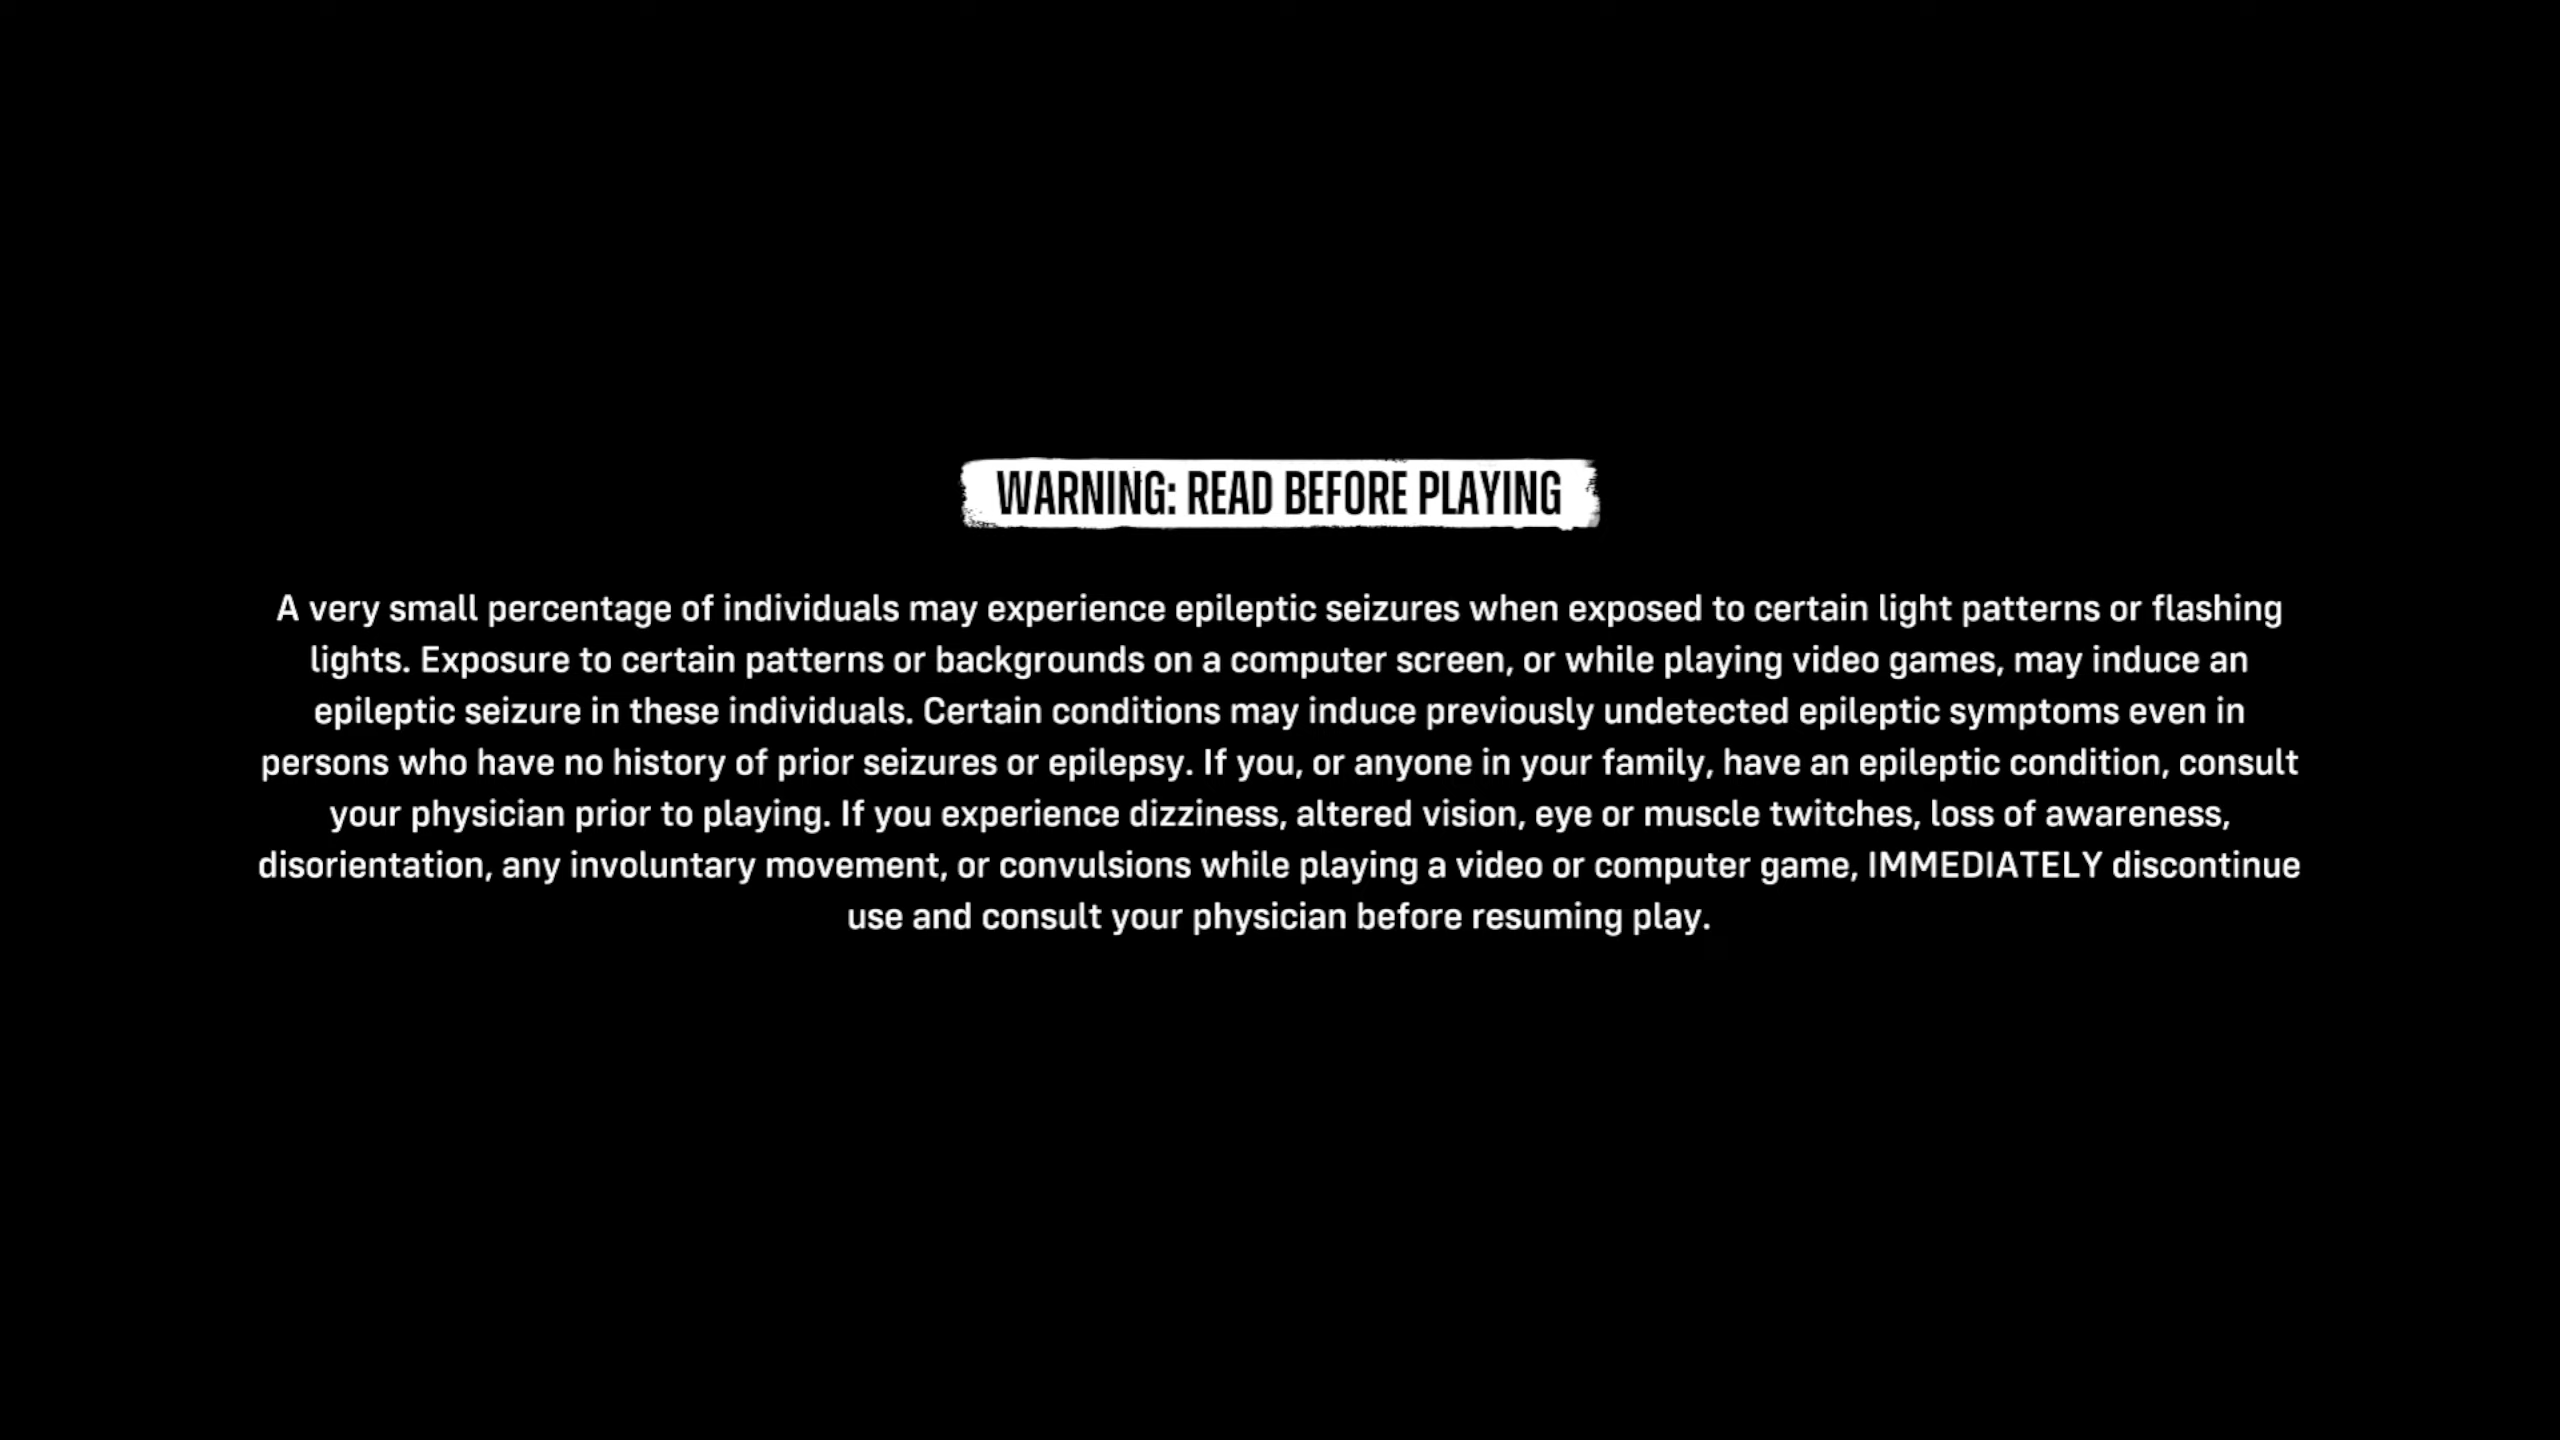 WARNING: READ BEFORE PLAYING
A very small percentage of individuals may experience epileptic seizures when exposed to certain light patterns or flashing
lights. Exposure to certain patterns or backgrounds on a computer screen, or while playing video games, may induce an
epileptic seizure in these individuals. Certain conditions may induce previously undetected epileptic symptoms even in
persons who have no history of prior seizures or epilepsy. If you, or anyone in your family, have an epileptic condition, consult
your physician prior to playing. If you experience dizziness, altered vision, eye or muscle twitches, loss of awareness,
disorientation, any involuntary movement, or convulsions while playing a video or computer game, IMMEDIATELY discontinue
use and consult your physician before resuming play.